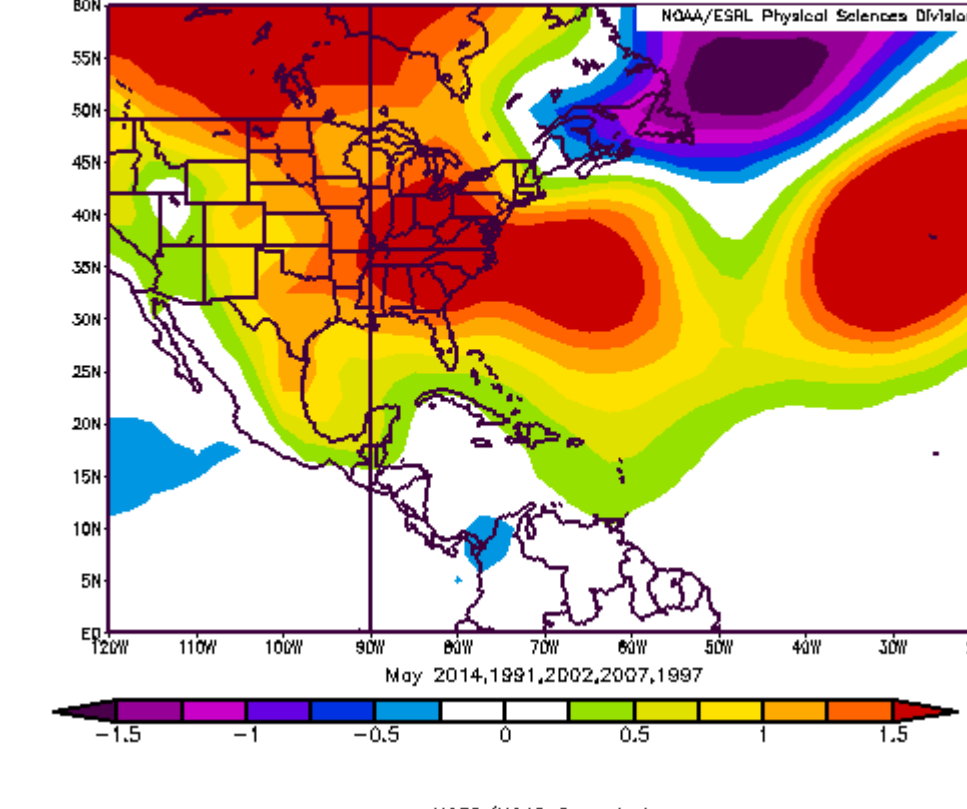 60N
NOAA/ESRL Physical Sciences Divisio
55N
50N
45N
40N
35N
30N
25N
20N
15N
10N
5N
EQ
120W 110W 100W 90W 80W 70W 60W 50W 40W 30W
May 2014,1991,2002,2007,1997
-1.5 -1 -0.5 0 0.5 1 1.5